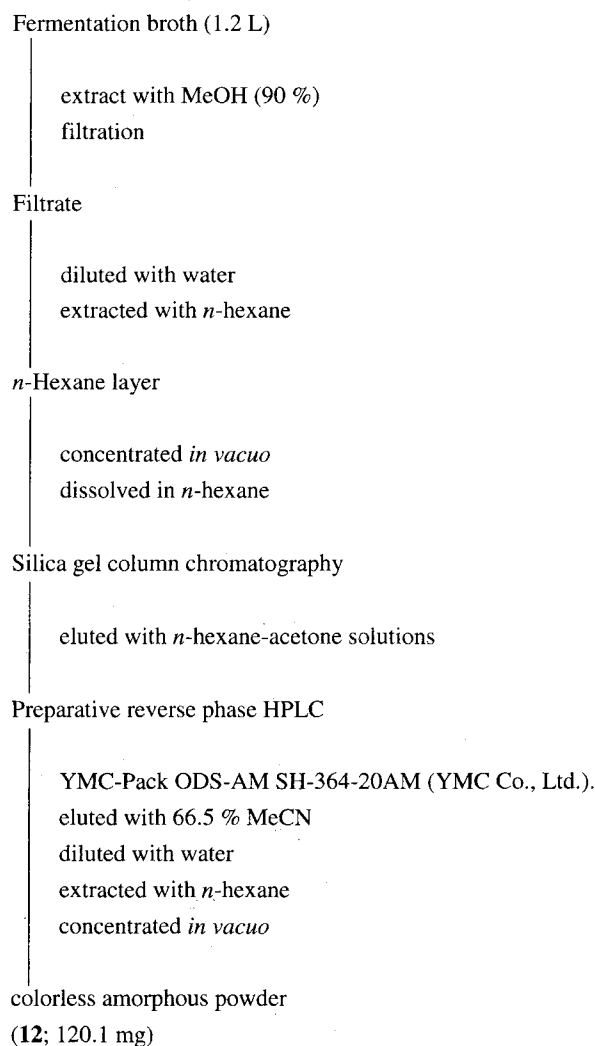 Fermentation broth (1.2 L)
extract with MeOH (90 %)
filtration
Filtrate
diluted with water
extracted with n-hexane
n-Hexane layer
concentrated in vacuo
dissolved in n-hexane
Silica gel column chromatography
eluted with n-hexane-acetone solutions
Preparative reverse phase HPLC
YMC-Pack ODS-AM SH-364-20AM (YMC Co., Ltd.).
eluted with 66.5 % MeCN
diluted with water
extracted with n-hexane
concentrated in vacuo
colorless amorphous powder
(12; 120.1 mg)